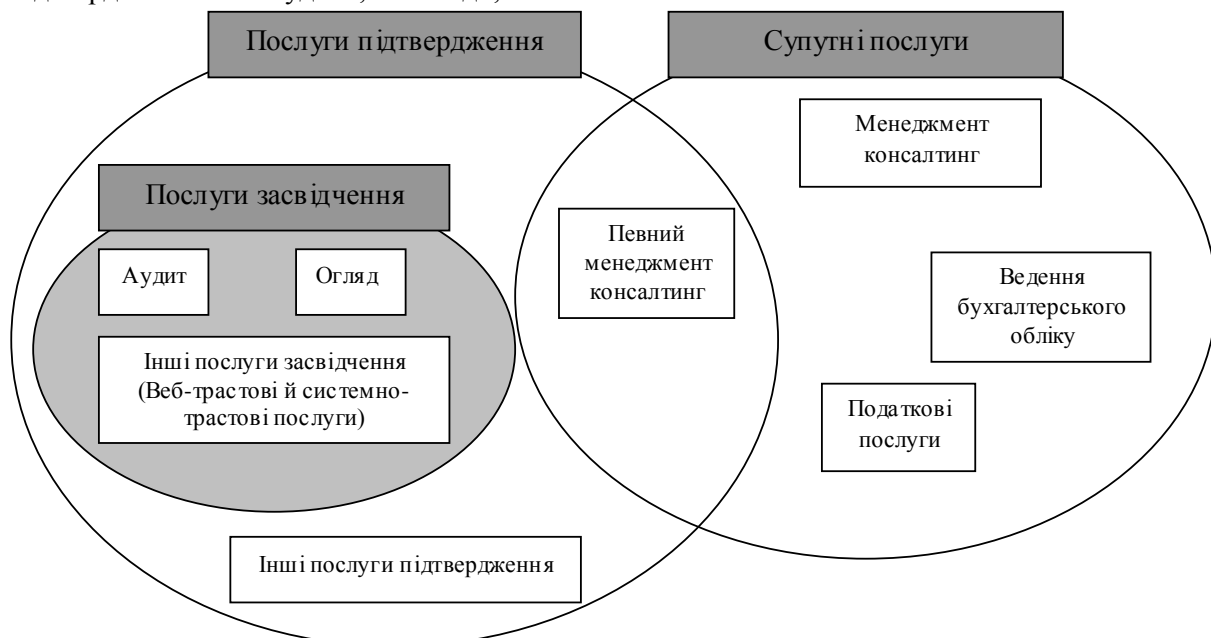 Послуги підтвердження
Супутні послуги
Менеджмент
консалтинг
Послуги засвідчення
Певний
менеджмент
консалтинг
Аудит
Огляд
Ведення
бухгалтерського
обліку
Інші послуги засвідчення
(Веб-трастові й системно-
трастові послуги)
Податкові
послуги
Інші послуги підтвердження